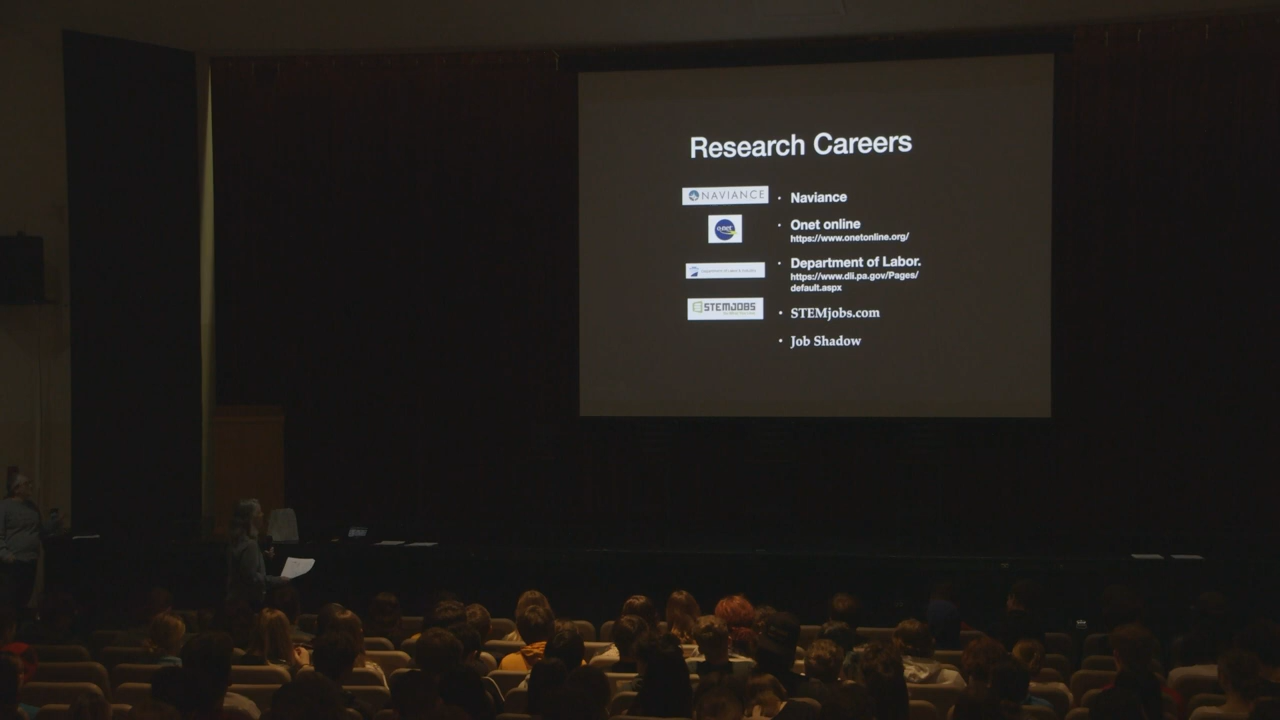 Research Careers
NAVIANCE
• Naviance
• Onet online
https://www.onetonline.org/
• Department of Labor.
https://www.dli.pa.gov/Pages/
default.aspx
STEMJOBS
• STEMjobs.com
• Job Shadow